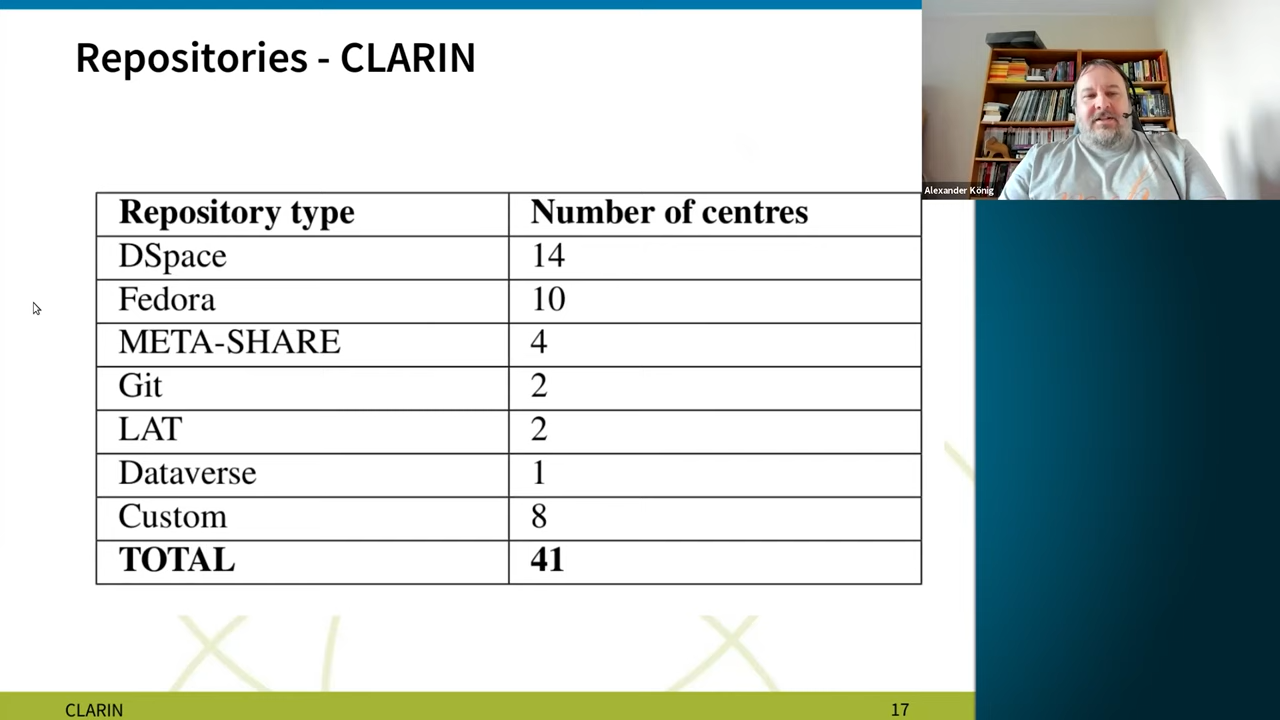 Repositories - CLARIN
Alexander König
Repository type Number of centres
DSpace 14
Fedora 10
META-SHARE 4
Git 2
LAT 2
Dataverse 1
Custom 8
TOTAL 41
CLARIN 17